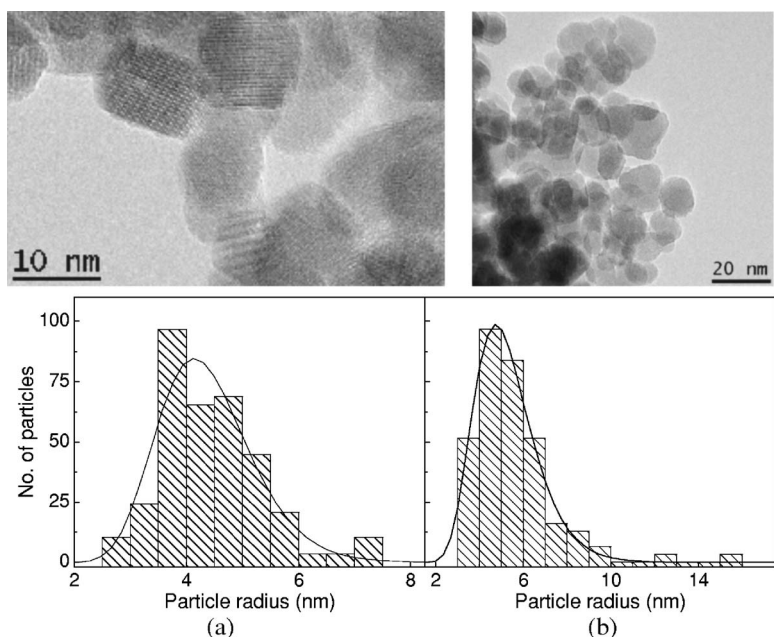 10 nm
20 nm
No. of particles
100
75
50
25
0
2 4 6 8
2 6 10 14
Particle radius (nm) Particle radius (nm)
(a) (b)